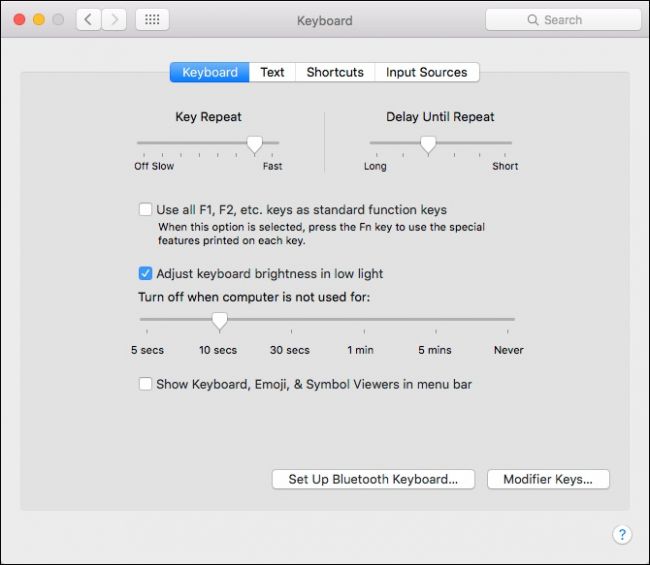 Keyboard
Search
Keyboard Text Shortcuts Input Sources
Key Repeat
Delay Until Repeat
Off Slow Fast
Long Short
Use all F1, F2, etc. keys as standard function keys
When this option is selected, press the Fn key to use the special
features printed on each key.
Adjust keyboard brightness in low light
Turn off when computer is not used for:
5 secs 10 secs 30 secs 1 min 5 mins Never
Show Keyboard, Emoji, & Symbol Viewers in menu bar
Set Up Bluetooth Keyboard...
Modifier Keys...
?